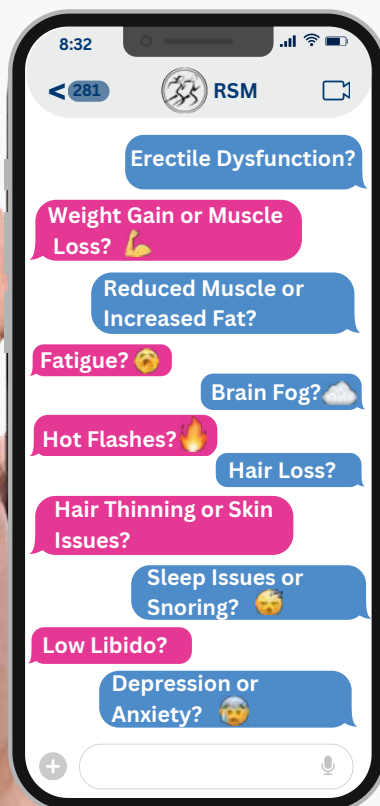 8:32
281
RSM
Erectile Dysfunction?
Weight Gain or Muscle
Loss? 💪
Reduced Muscle or
Increased Fat?
Fatigue? 🥱
Brain Fog? ☁️
Hot Flashes? 🔥
Hair Loss?
Hair Thinning or Skin
Issues?
Sleep Issues or
Snoring? 😴
Low Libido?
Depression or
Anxiety? 😰